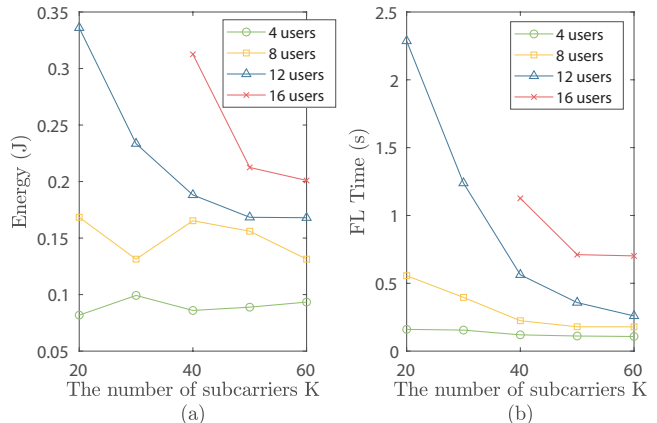 0.35
0.3
0.25
0.2
0.15
0.1
0.05
Energy (J)
4 users
8 users
12 users
16 users
20
40
60
The number of subcarriers K
(a)
2.5
2
1.5
1
0.5
0
FL Time (s)
4 users
8 users
12 users
16 users
20
40
60
The number of subcarriers K
(b)